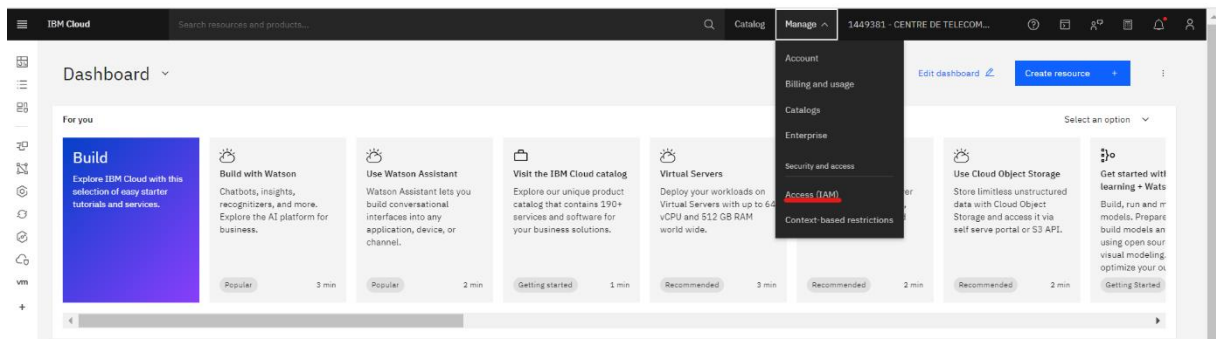 IBM Cloud
Search resources and products...
Catalog
Manage
1449381 - CENTRE DE TELECOM...
Account
Billing and usage
Catalogs
Enterprise
Security and access
Access (IAM)
Context-based restrictions
Dashboard
Edit dashboard
Create resource +
For you
Select an option
Build
Explore IBM Cloud with this
selection of easy starter
tutorials and services.
Build with Watson
Chatbots, insights,
recognitizers, and more.
Explore the AI platform for
business.
Popular
3 min
Use Watson Assistant
Watson Assistant lets you
build conversational
interfaces into any
application, device, or
channel.
Popular
2 min
Visit the IBM Cloud catalog
Explore our unique product
catalog that contains 190+
services and software for
your business solutions.
Getting started
1 min
Virtual Servers
Deploy your workloads on
Virtual Servers with up to 64
vCPU and 512 GB RAM
world wide.
Recommended
3 min
Recommended
2 min
Use Cloud Object Storage
Store limitless unstructured
data with Cloud Object
Storage and access it via
self serve portal or S3 API.
Recommended
2 min
Get started with
learning + Wats
Build, run and m
models. Prepare
build models an
using open sour
visual modeling.
optimize your ou
Getting Started
vm